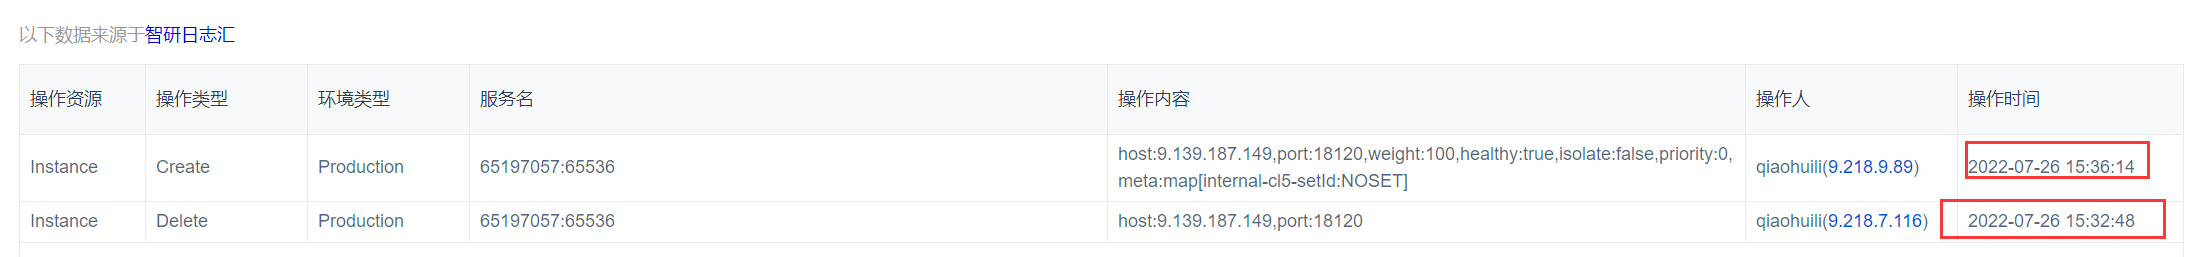 以下数据来源于智研日志汇
操作资源 操作类型 环境类型 服务名 操作内容 操作人 操作时间
Instance Create Production 65197057:65536 host:9.139.187.149,port:18120,weight:100,healthy:true,isolate:false,priority:0, qiaohuili(9.218.9.89) 2022-07-26 15:36:14
meta:map[internal-cl5-setId:NOSET]
Instance Delete Production 65197057:65536 host:9.139.187.149,port:18120 qiaohuili(9.218.7.116) 2022-07-26 15:32:48